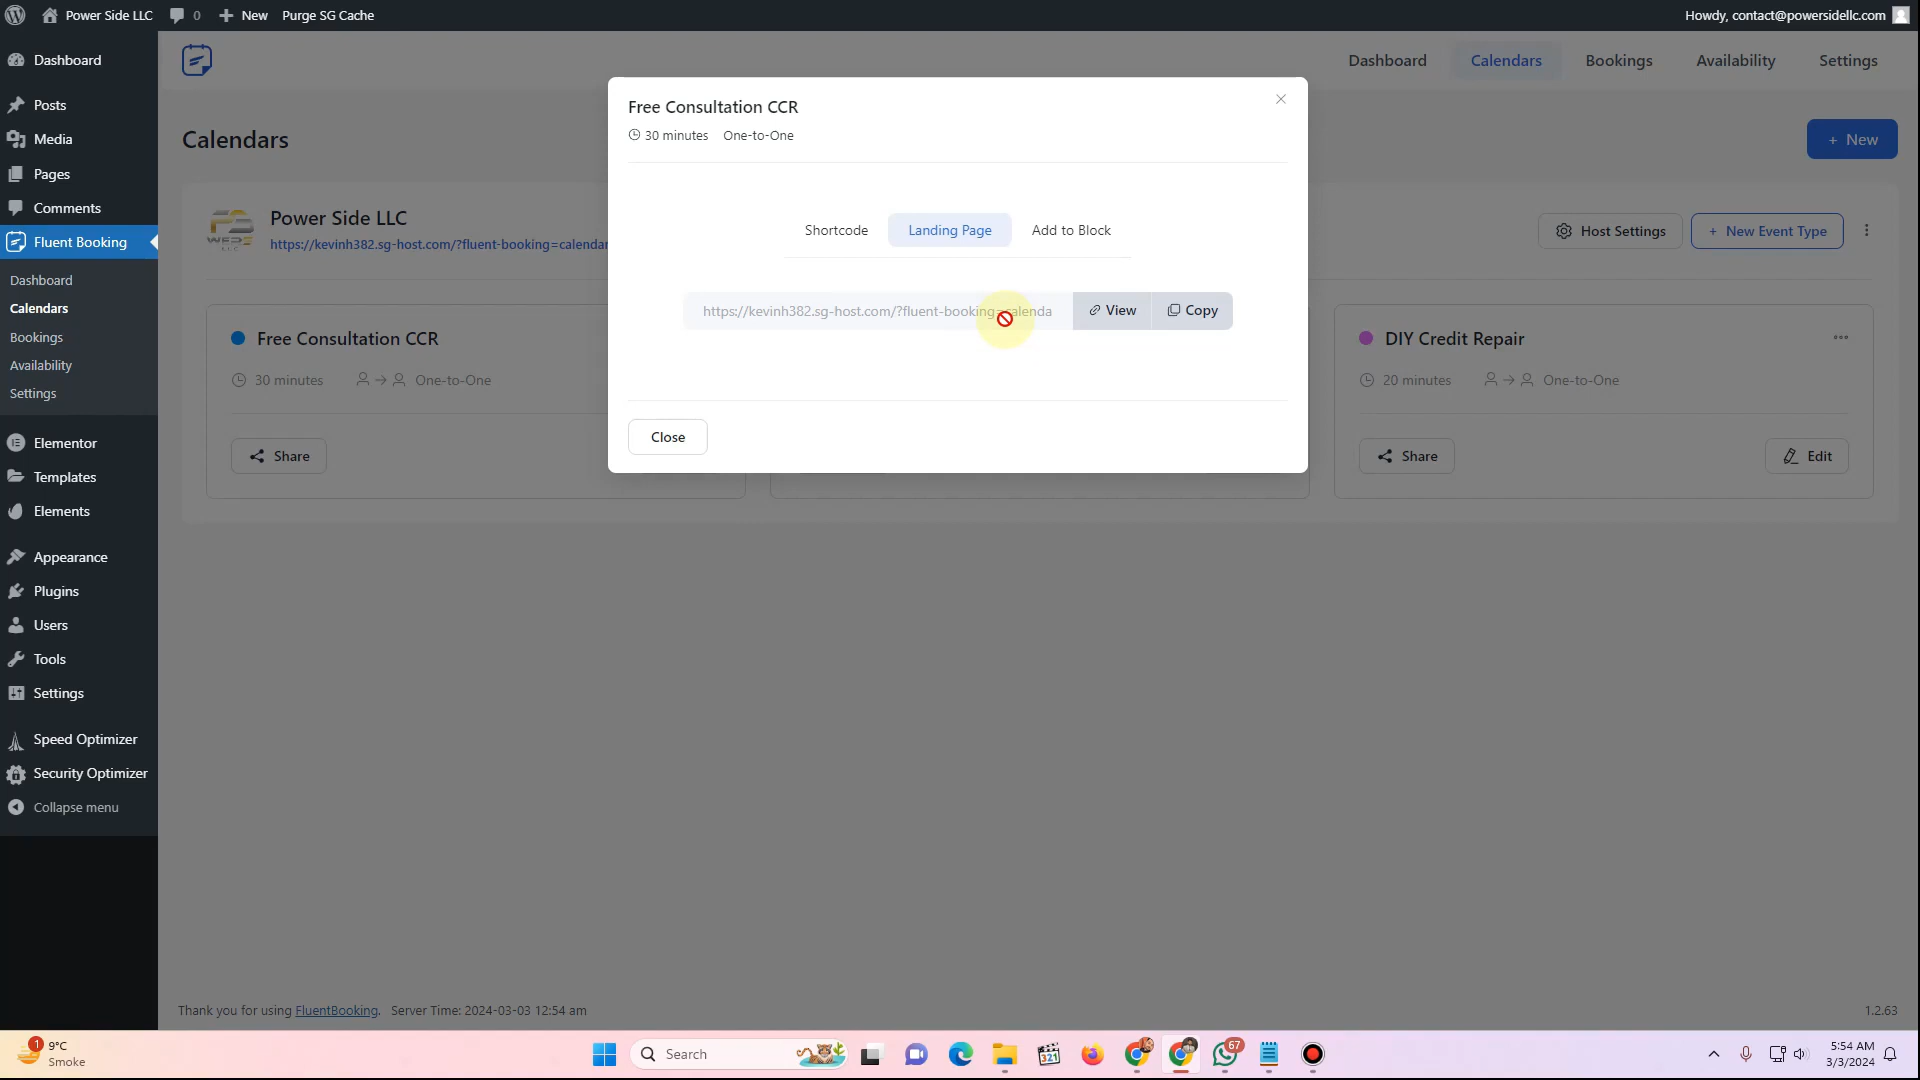 Power Side LLC
0
New
Purge SG Cache
Howdy, contact@powersidellc.com
Dashboard
Posts
Media
Pages
Comments
Fluent Booking
Dashboard
Calendars
Bookings
Availability
Settings
Elementor
Templates
Elements
Appearance
Plugins
Users
Tools
Settings
Speed Optimizer
Security Optimizer
Collapse menu
Dashboard
Calendars
Bookings
Availability
Settings
Calendars
+ New
Power Side LLC
https://kevinh382.sg-host.com/?fluent-booking=calendar
Host Settings
+ New Event Type
Free Consultation CCR
30 minutes
One-to-One
Share
DIY Credit Repair
20 minutes
One-to-One
Share
Edit
Free Consultation CCR
30 minutes One-to-One
Shortcode
Landing Page
Add to Block
https://kevinh382.sg-host.com/?fluent-booking=calenda
View
Copy
Close
Thank you for using FluentBooking. Server Time: 2024-03-03 12:54 am
1.2.63
1
9°C
Smoke
Search
321
67
5:54 AM
3/3/2024